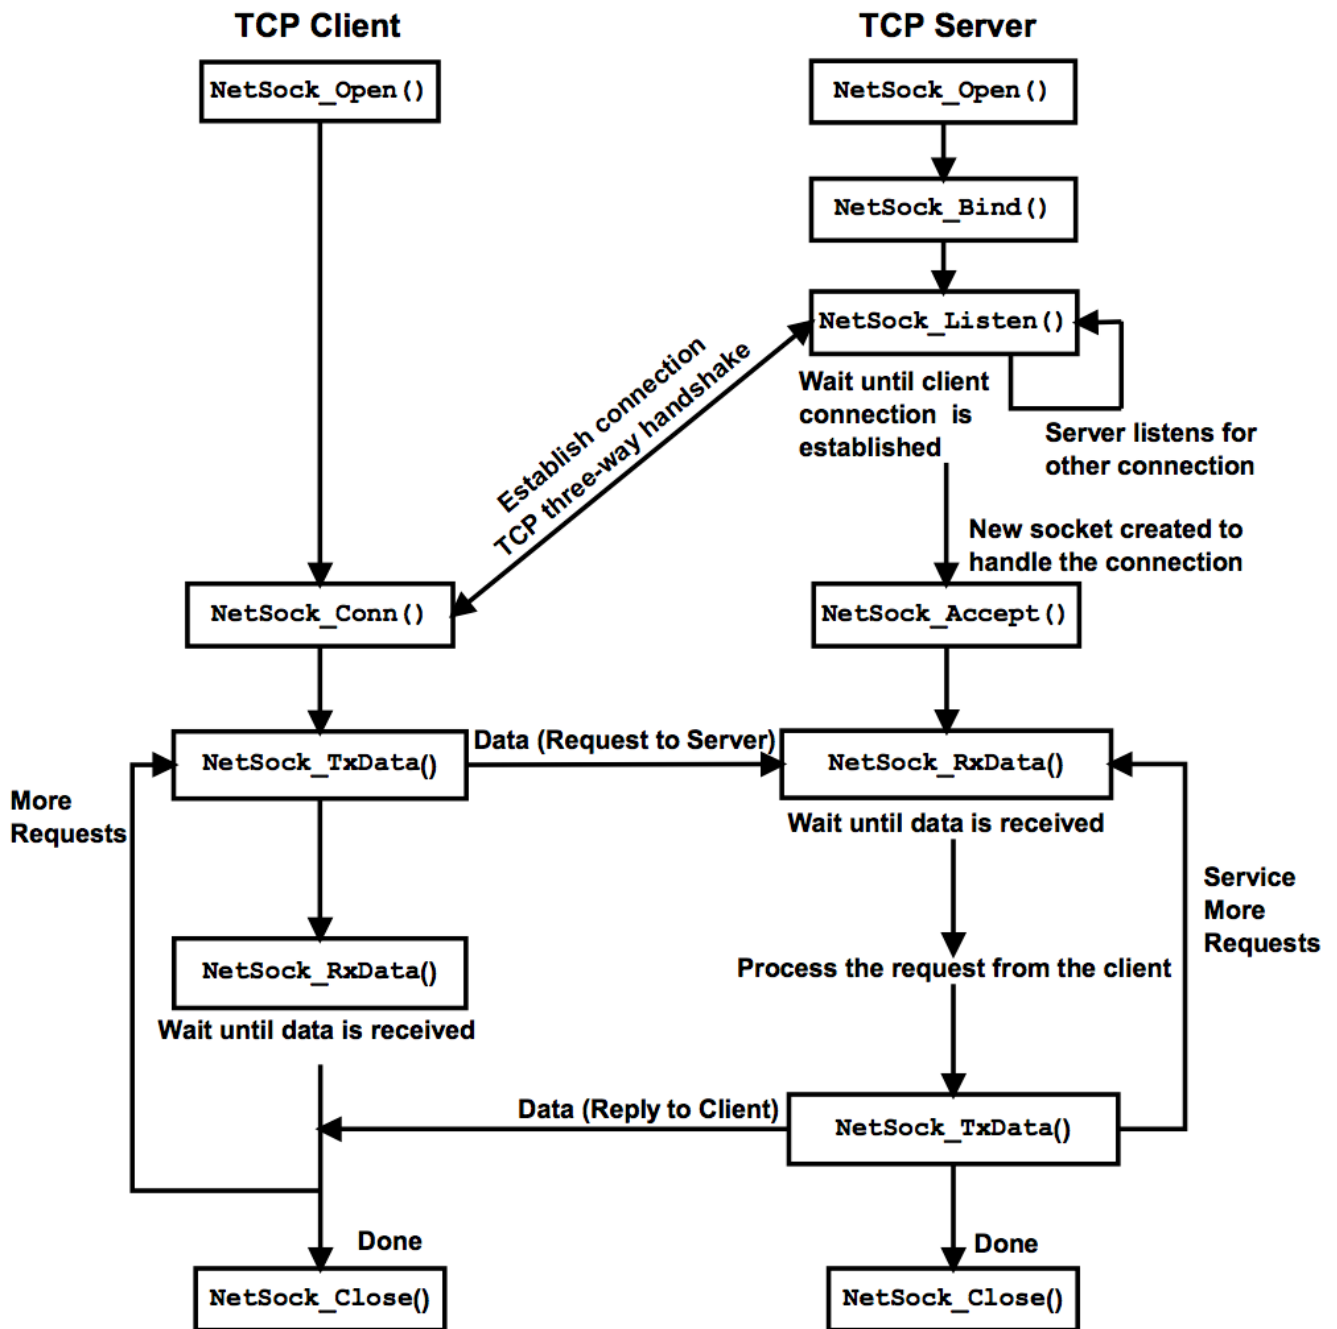 TCP Client
TCP Server
NetSock_Open()
NetSock_Open()
NetSock_Bind()
NetSock_Listen()
Establish connection
TCP three-way handshake
Wait until client
connection is
established
Server listens for
other connection
New socket created to
handle the connection
NetSock_Conn()
NetSock_Accept()
NetSock_TxData()
Data (Request to Server)
NetSock_RxData()
More
Requests
Wait until data is received
Service
More
Requests
NetSock_RxData()
Process the request from the client
Wait until data is received
Data (Reply to Client)
NetSock_TxData()
Done
Done
NetSock_Close()
NetSock_Close()